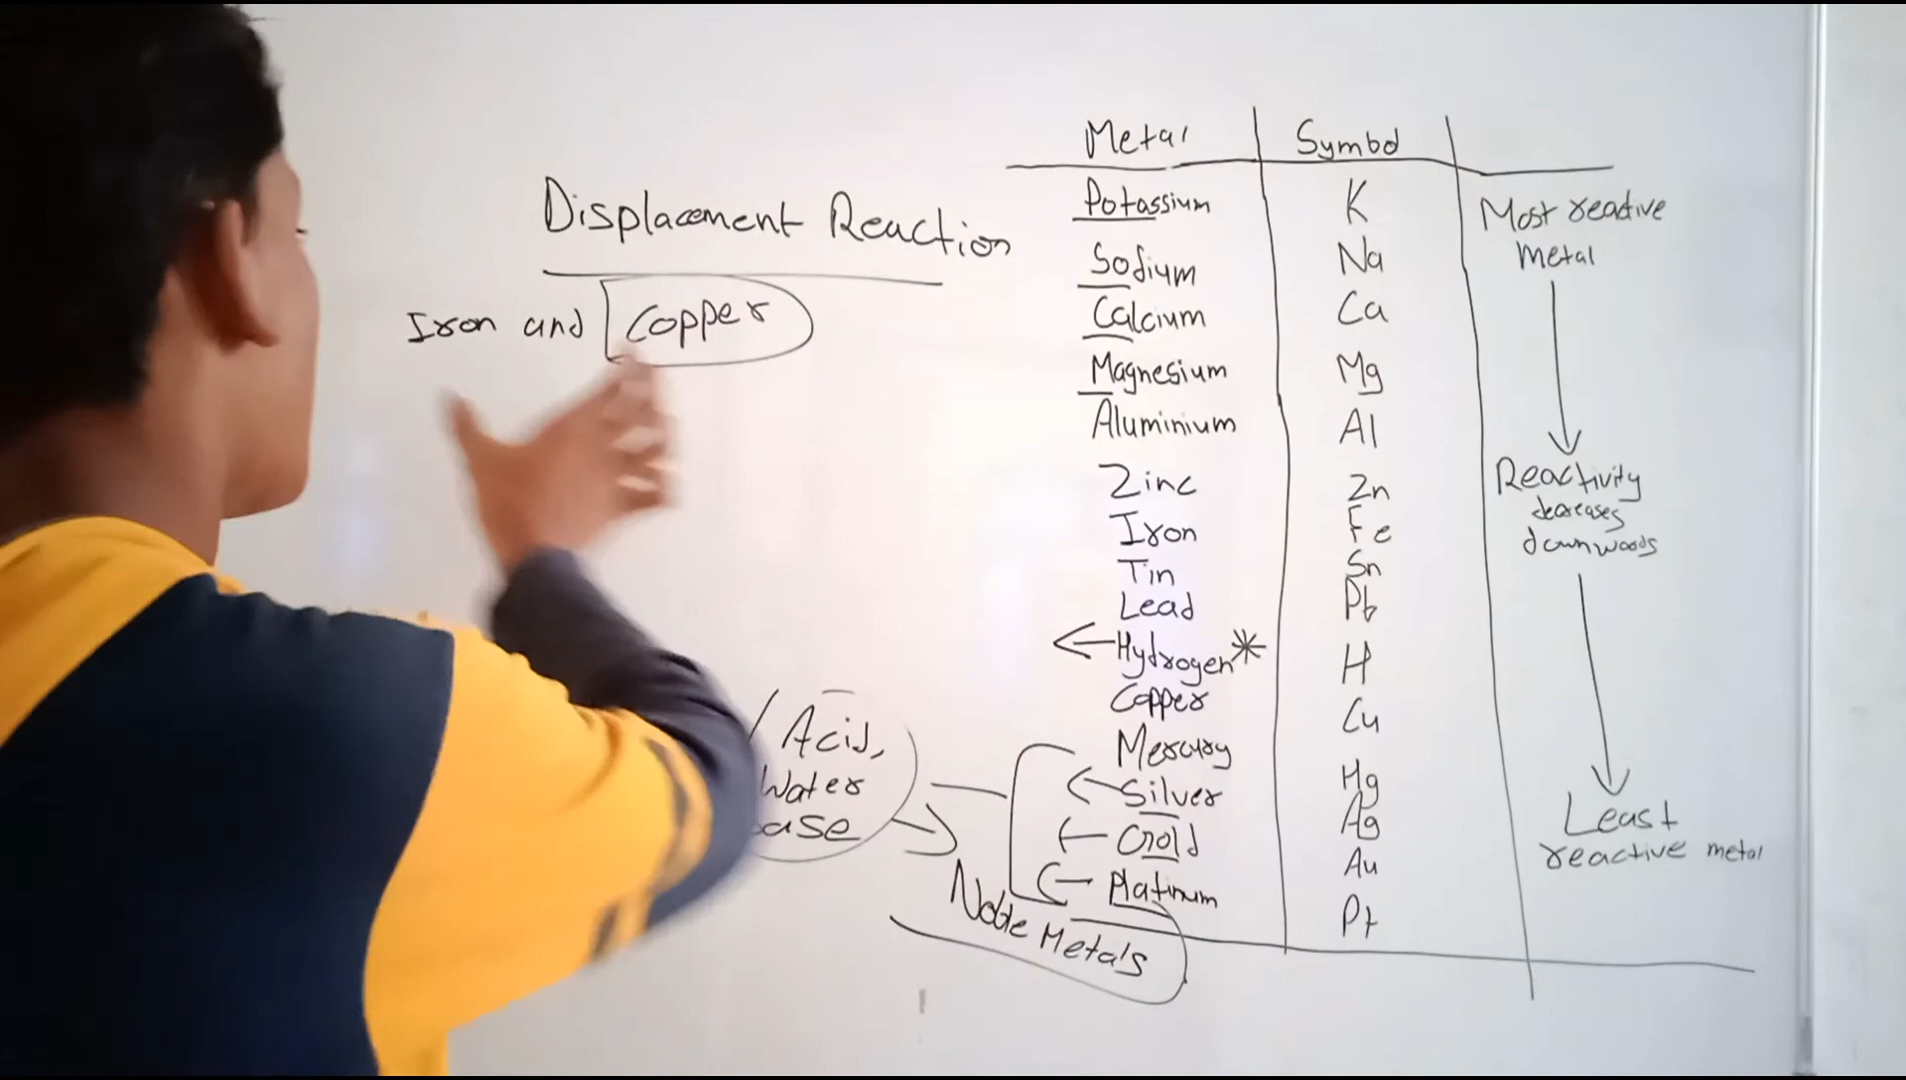 Displacement Reaction
Iron and Copper
Metal Symbol
Potassium K
Sodium Na
Calcium Ca
Magnesium Mg
Aluminium Al
Zinc Zn
Iron Fe
Tin Sn
Lead Pb
Hydrogen* H
Copper Cu
Mercury Hg
Silver Ag
Gold Au
Platinum Pt
Most reactive
metal
Reactivity
decreases
downwoods
Least
reactive metal
/ Acid,
Water
Noble Metals